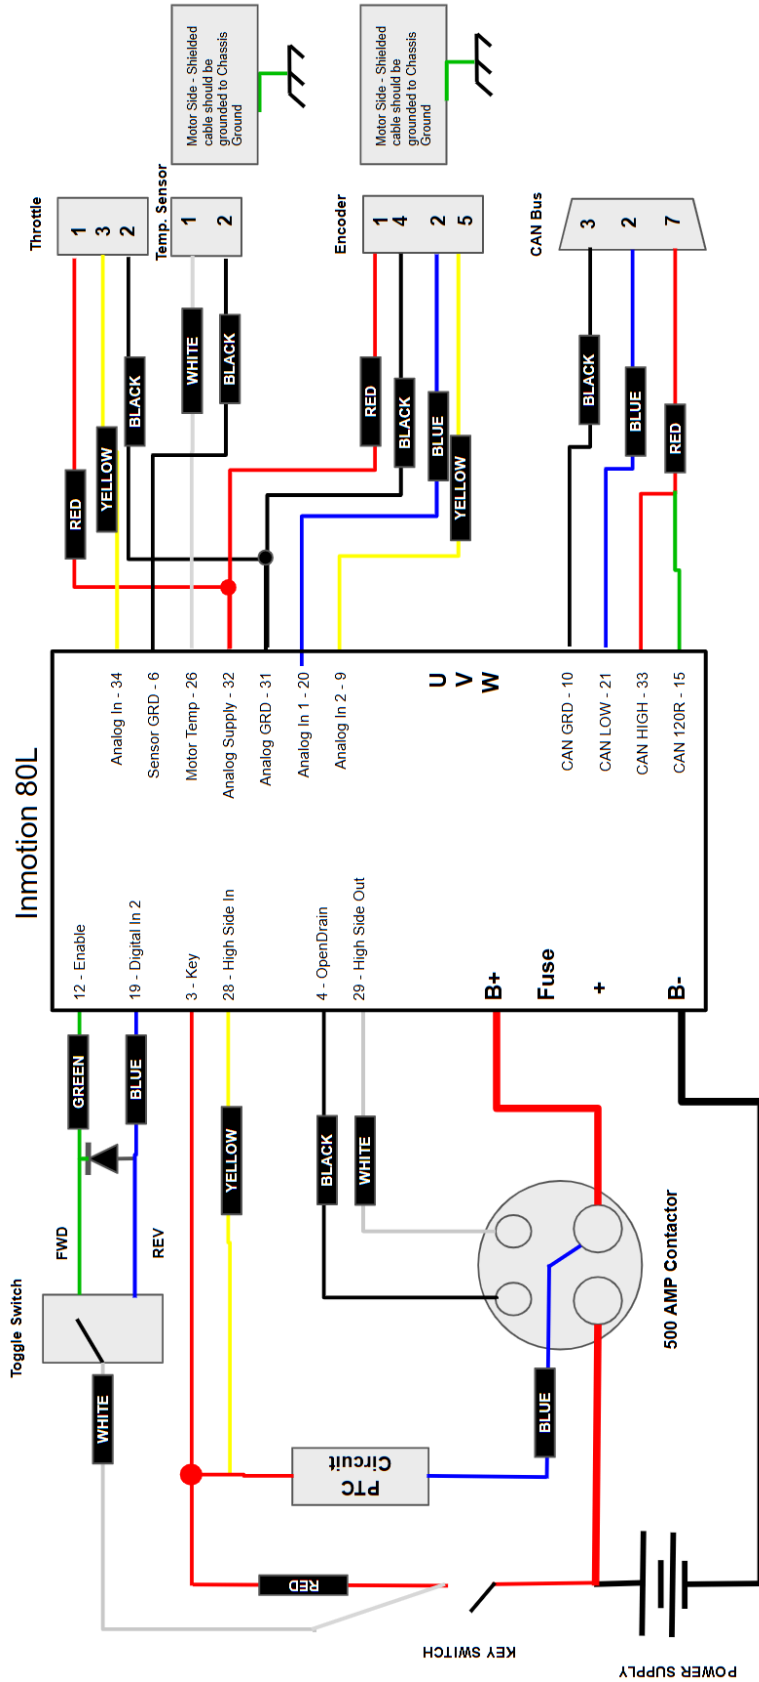 Inmotion 80L
Toggle Switch
FWD
REV
GREEN
BLUE
WHITE
12 - Enable
19 - Digital In 2
3 - Key
28 - High Side In
4 - OpenDrain
29 - High Side Out
B+
Fuse
+
B-
YELLOW
BLACK
WHITE
PTC
Circuit
BLUE
RED
KEY SWITCH
POWER SUPPLY
500 AMP Contactor
Analog In - 34
Sensor GRD - 6
Motor Temp - 26
Analog Supply - 32
Analog GRD - 31
Analog In 1 - 20
Analog In 2 - 9
U
V
W
CAN GRD - 10
CAN LOW - 21
CAN HIGH - 33
CAN 120R - 15
RED
YELLOW
BLACK
WHITE
BLACK
RED
BLACK
BLUE
YELLOW
BLACK
BLUE
RED
Throttle
1
3
2
Temp. Sensor
1
2
Encoder
1
4
2
5
CAN Bus
3
2
7
Motor Side - Shielded
cable should be
grounded to Chassis
Ground
Motor Side - Shielded
cable should be
grounded to Chassis
Ground